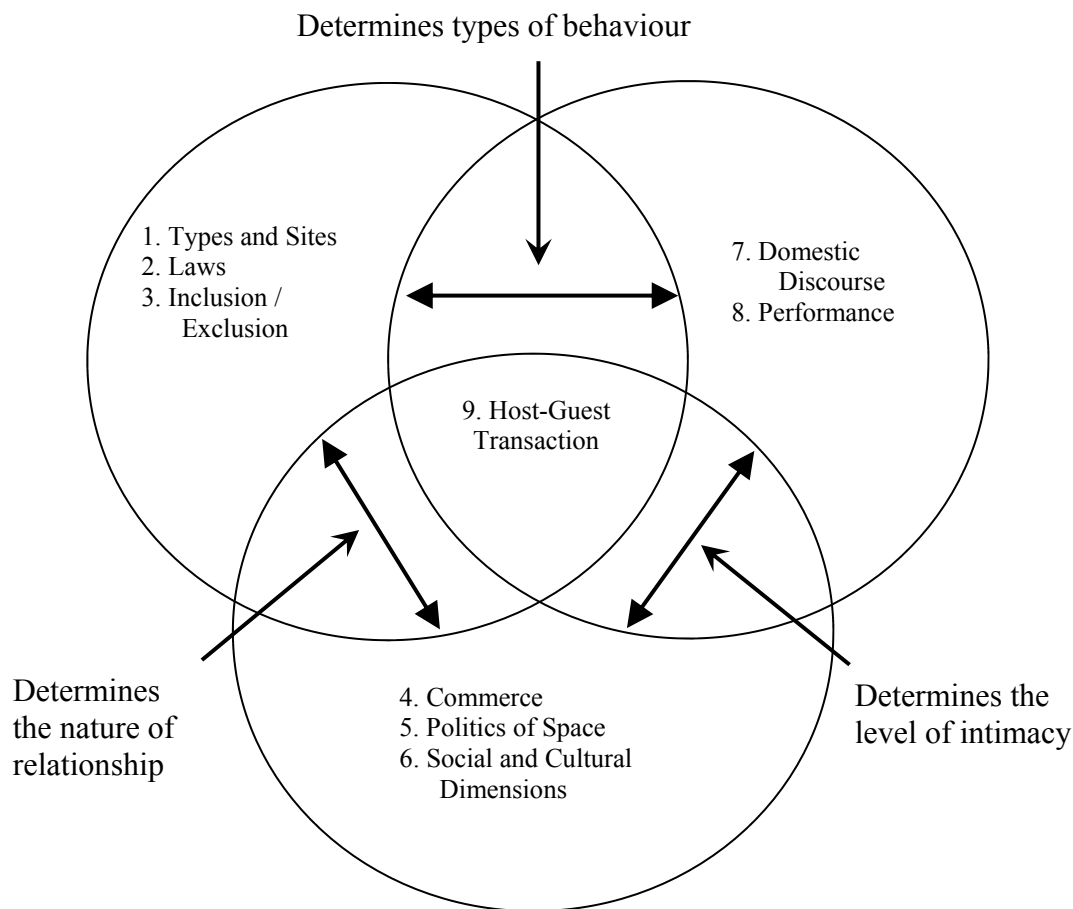 Determines types of behaviour
1. Types and Sites
2. Laws
3. Inclusion /
Exclusion
7. Domestic
Discourse
8. Performance
9. Host-Guest
Transaction
Determines
the nature of
relationship
4. Commerce
5. Politics of Space
6. Social and Cultural
Dimensions
Determines the
level of intimacy